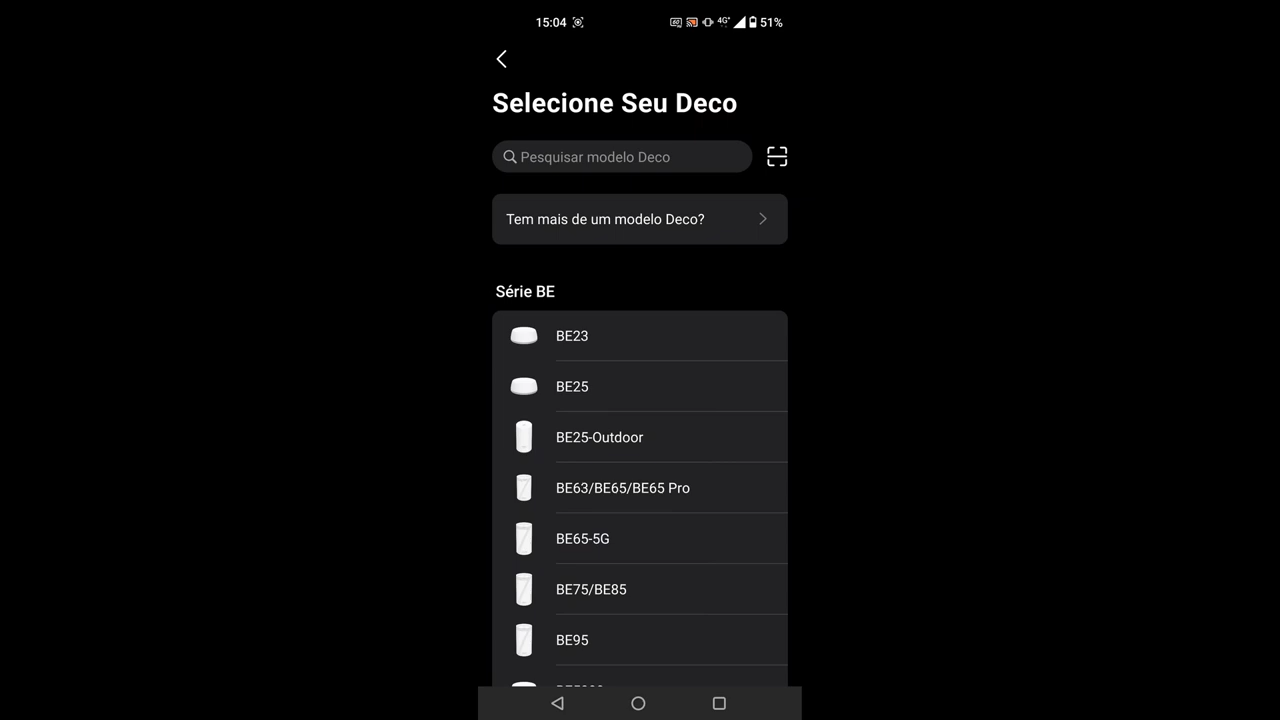 15:04 4G+ 51%
Selecione Seu Deco
Pesquisar modelo Deco
Tem mais de um modelo Deco?
Série BE
BE23
BE25
BE25-Outdoor
BE63/BE65/BE65 Pro
BE65-5G
BE75/BE85
BE95